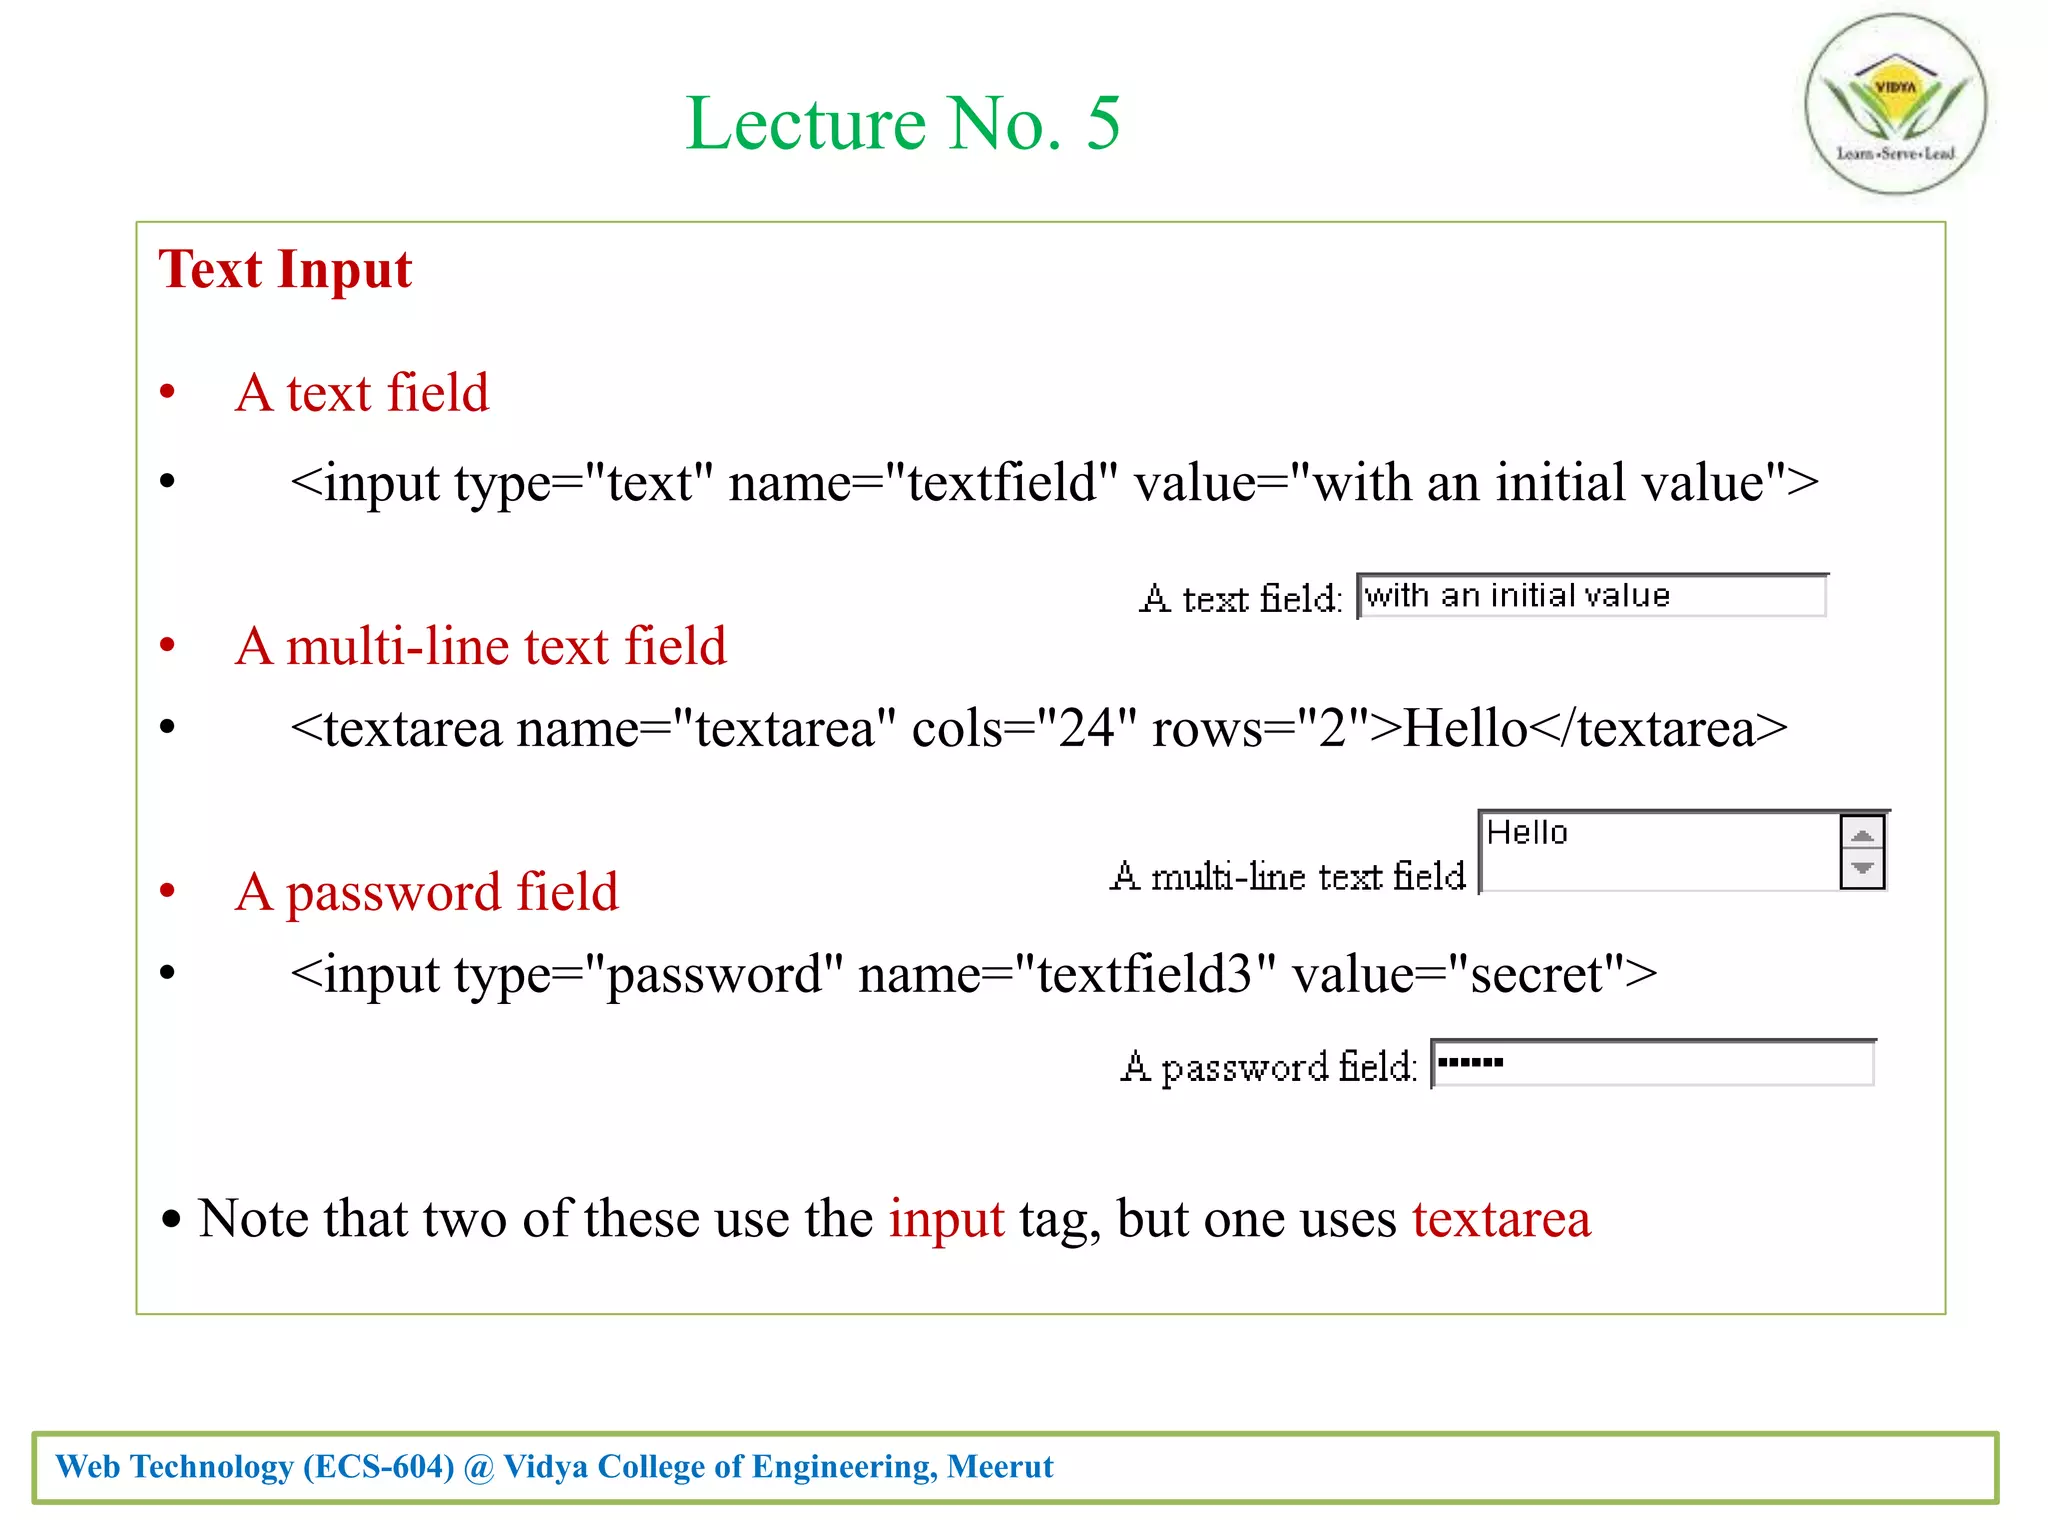 Lecture No. 5
VIDYA
Learn•Serve•Lead
Text Input
• A text field
• <input type="text" name="textfield" value="with an initial value">
A text field: with an initial value
• A multi-line text field
• <textarea name="textarea" cols="24" rows="2">Hello</textarea>
A multi-line text field Hello
• A password field
• <input type="password" name="textfield3" value="secret">
A password field: ••••••
• Note that two of these use the input tag, but one uses textarea
Web Technology (ECS-604) @ Vidya College of Engineering, Meerut